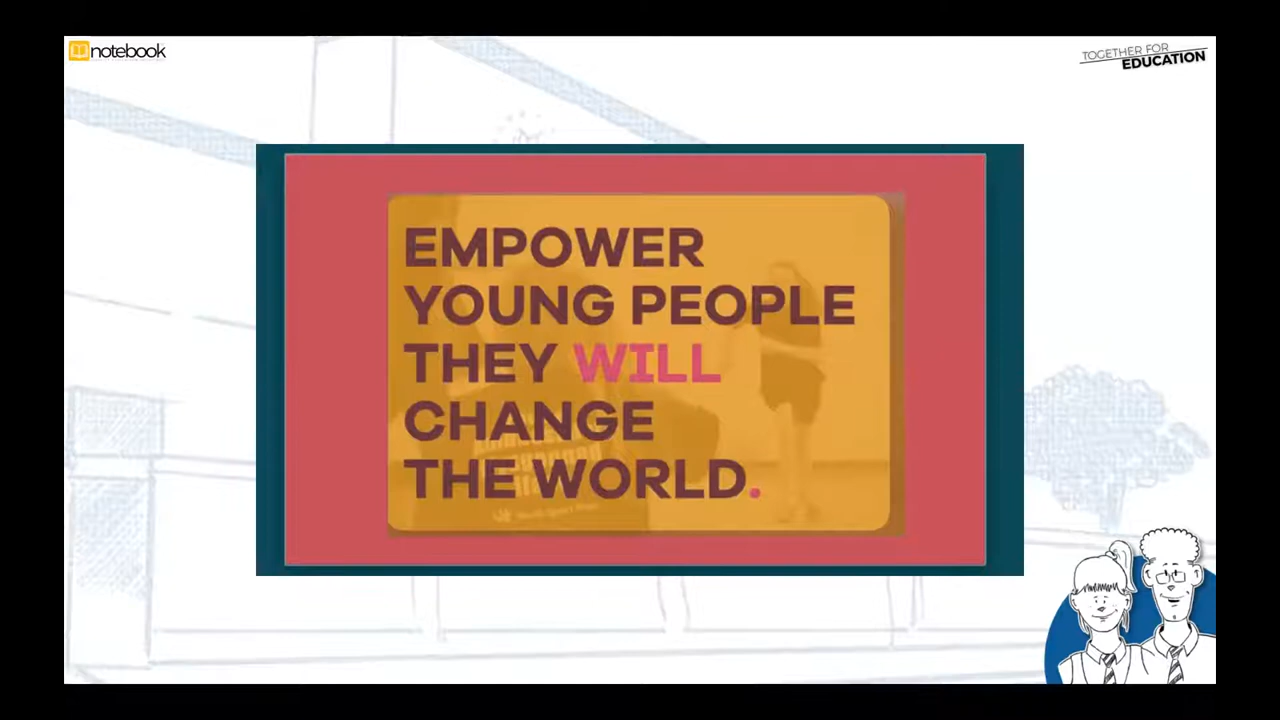 notebook
TOGETHER FOR
EDUCATION
EMPOWER
YOUNG PEOPLE
THEY WILL
CHANGE
THE WORLD.